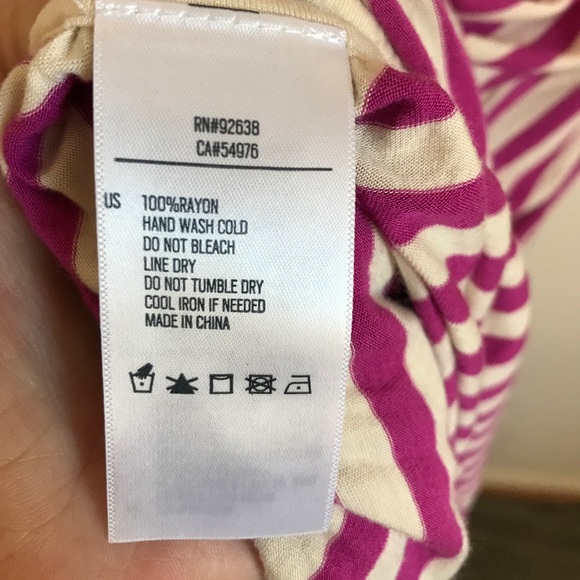 RN#92638
CA#54976
US 100%RAYON
HAND WASH COLD
DO NOT BLEACH
LINE DRY
DO NOT TUMBLE DRY
COOL IRON IF NEEDED
MADE IN CHINA